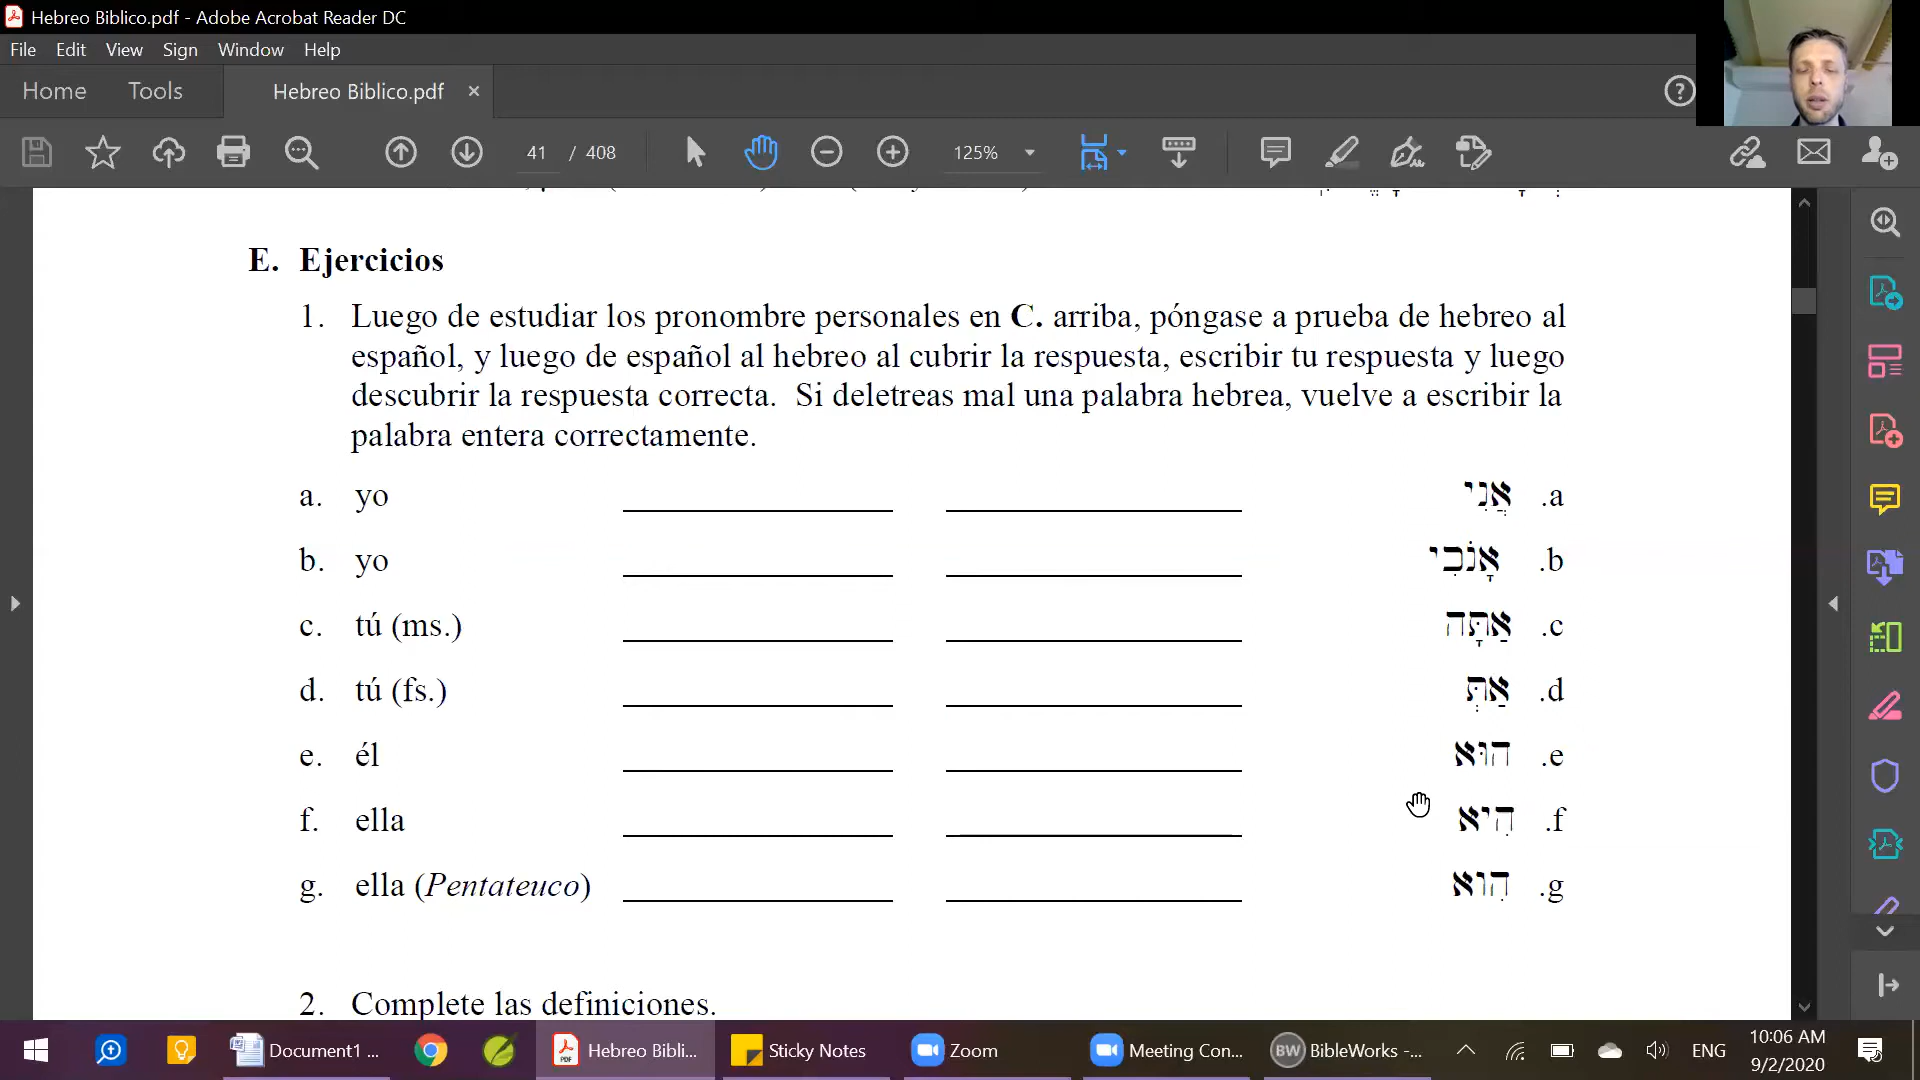 Hebreo Biblico.pdf - Adobe Acrobat Reader DC
File Edit View Sign Window Help
Home Tools Hebreo Biblico.pdf ×
41 / 408 125%
E. Ejercicios
1. Luego de estudiar los pronombre personales en C. arriba, póngase a prueba de hebreo al
español, y luego de español al hebreo al cubrir la respuesta, escribir tu respuesta y luego
descubrir la respuesta correcta. Si deletreas mal una palabra hebrea, vuelve a escribir la
palabra entera correctamente.
a. yo אֲנִי .a
b. yo אָנֹכִי .b
c. tú (ms.) אַתָּה .c
d. tú (fs.) אַתְּ .d
e. él הוּא .e
f. ella הִיא .f
g. ella (Pentateuco) הִוא .g
2. Complete las definiciones.
Document1 ... Hebreo Bibli... Sticky Notes Zoom Meeting Con... BW BibleWorks -... ENG 10:06 AM
9/2/2020